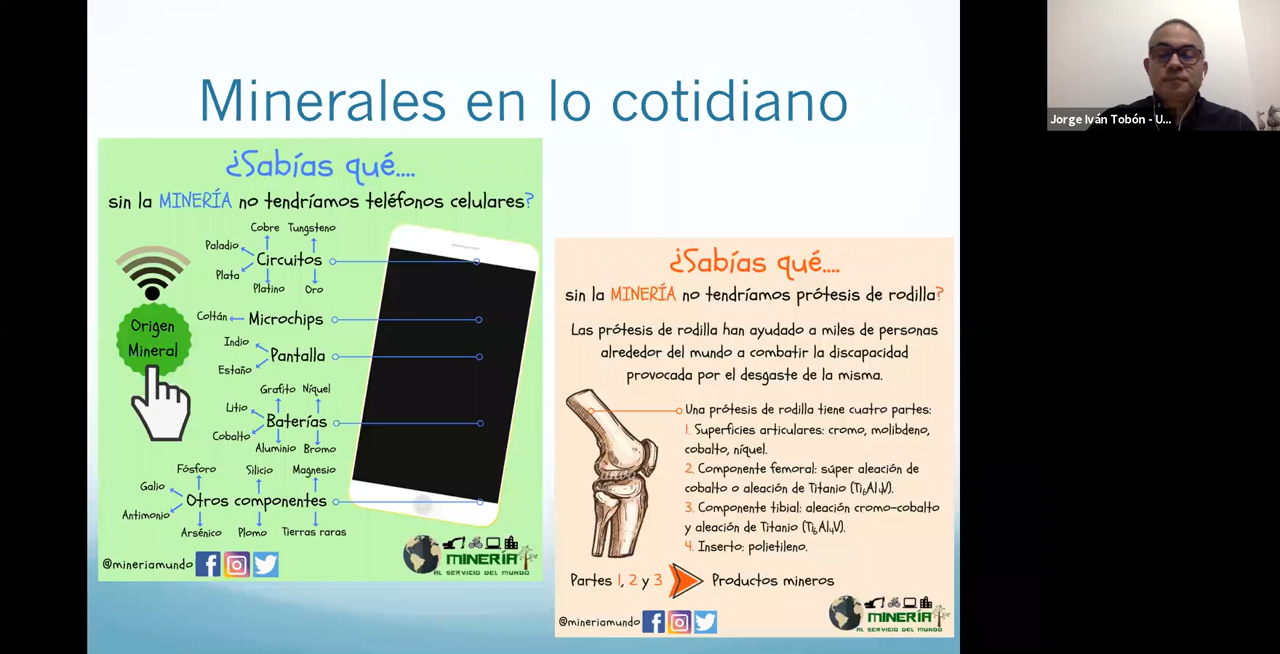 Minerales en lo cotidiano
¿Sabías qué....
sin la MINERÍA no tendríamos teléfonos celulares?
Cobre Tungsteno
Paladio
Circuitos
Plata
Platino Oro
Origen
Mineral
Coltán Microchips
Indio
Pantalla
Estaño
Grafito Níquel
Litio
Baterías
Cobalto
Aluminio Bromo
Fósforo Silicio Magnesio
Galio
Otros componentes
Antimonio
Arsénico Plomo Tierras raras
@mineriamundo
MINERÍA
AL SERVICIO DEL MUNDO
¿Sabías qué....
sin la MINERÍA no tendríamos prótesis de rodilla?
Las prótesis de rodilla han ayudado a miles de personas
alrededor del mundo a combatir la discapacidad
provocada por el desgaste de la misma.
Una prótesis de rodilla tiene cuatro partes:
1. Superficies articulares: cromo, molibdeno,
cobalto, níquel.
2. Componente femoral: súper aleación de
cobalto o aleación de Titanio (Ti6Al4V).
3. Componente tibial: aleación cromo-cobalto
y aleación de Titanio (Ti6Al4V).
4. Inserto: polietileno.
Partes 1, 2 y 3 Productos mineros
@mineriamundo
MINERÍA
AL SERVICIO DEL MUNDO
Jorge Iván Tobón - U...